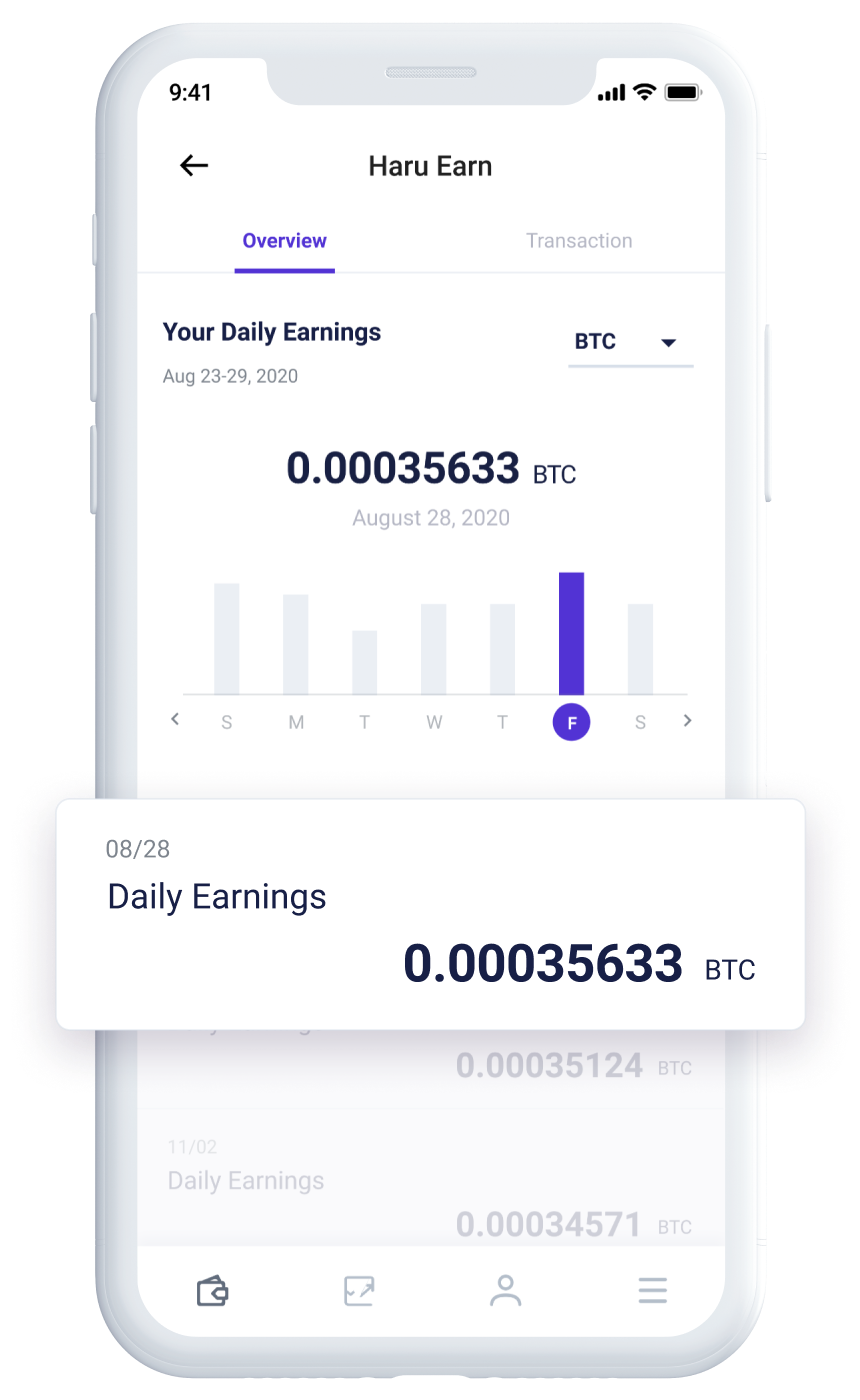 9:41
Haru Earn
Overview Transaction
Your Daily Earnings
BTC
Aug 23-29, 2020
0.00035633 BTC
August 28, 2020
S M T W T F S
08/28
Daily Earnings
0.00035633 BTC
0.00035124 BTC
11/02
Daily Earnings
0.00034571 BTC